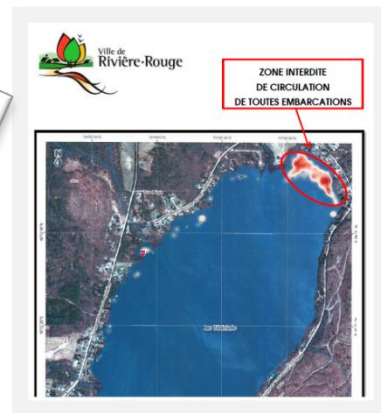 Ville de
Rivière-Rouge
ZONE INTERDITE
DE CIRCULATION
DE TOUTES EMBARCATIONS